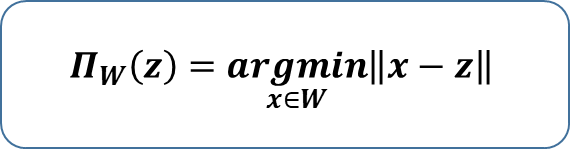 Π_W(z) = argmin‖x − z‖
x∈W